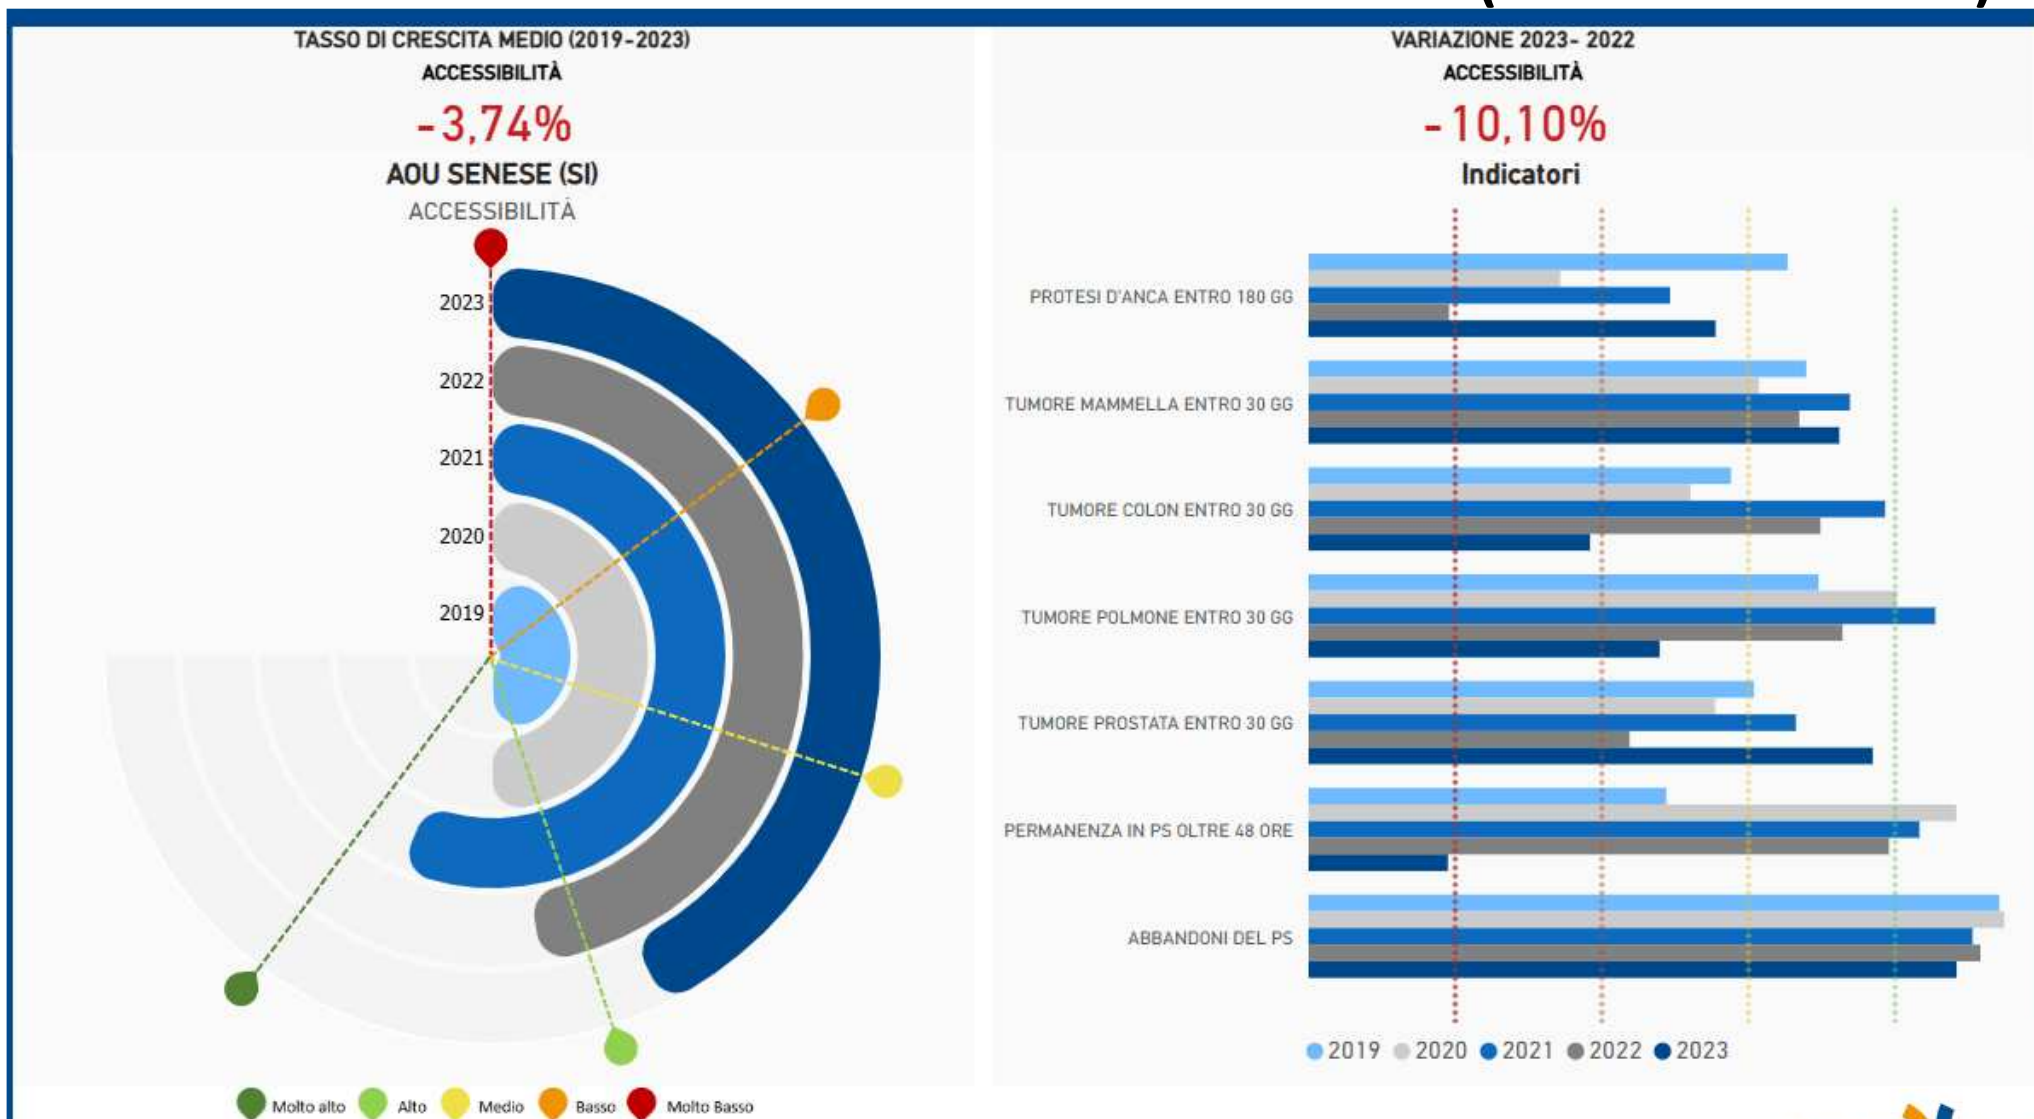 TASSO DI CRESCITA MEDIO (2019-2023)
ACCESSIBILITÀ
-3,74%
AOU SENESE (SI)
ACCESSIBILITÀ
2023
2022
2021
2020
2019
Molto alto
Alto
Medio
Basso
Molto Basso
VARIAZIONE 2023- 2022
ACCESSIBILITÀ
-10,10%
Indicatori
PROTESI D'ANCA ENTRO 180 GG
TUMORE MAMMELLA ENTRO 30 GG
TUMORE COLON ENTRO 30 GG
TUMORE POLMONE ENTRO 30 GG
TUMORE PROSTATA ENTRO 30 GG
PERMANENZA IN PS OLTRE 48 ORE
ABBANDONI DEL PS
2019 2020 2021 2022 2023